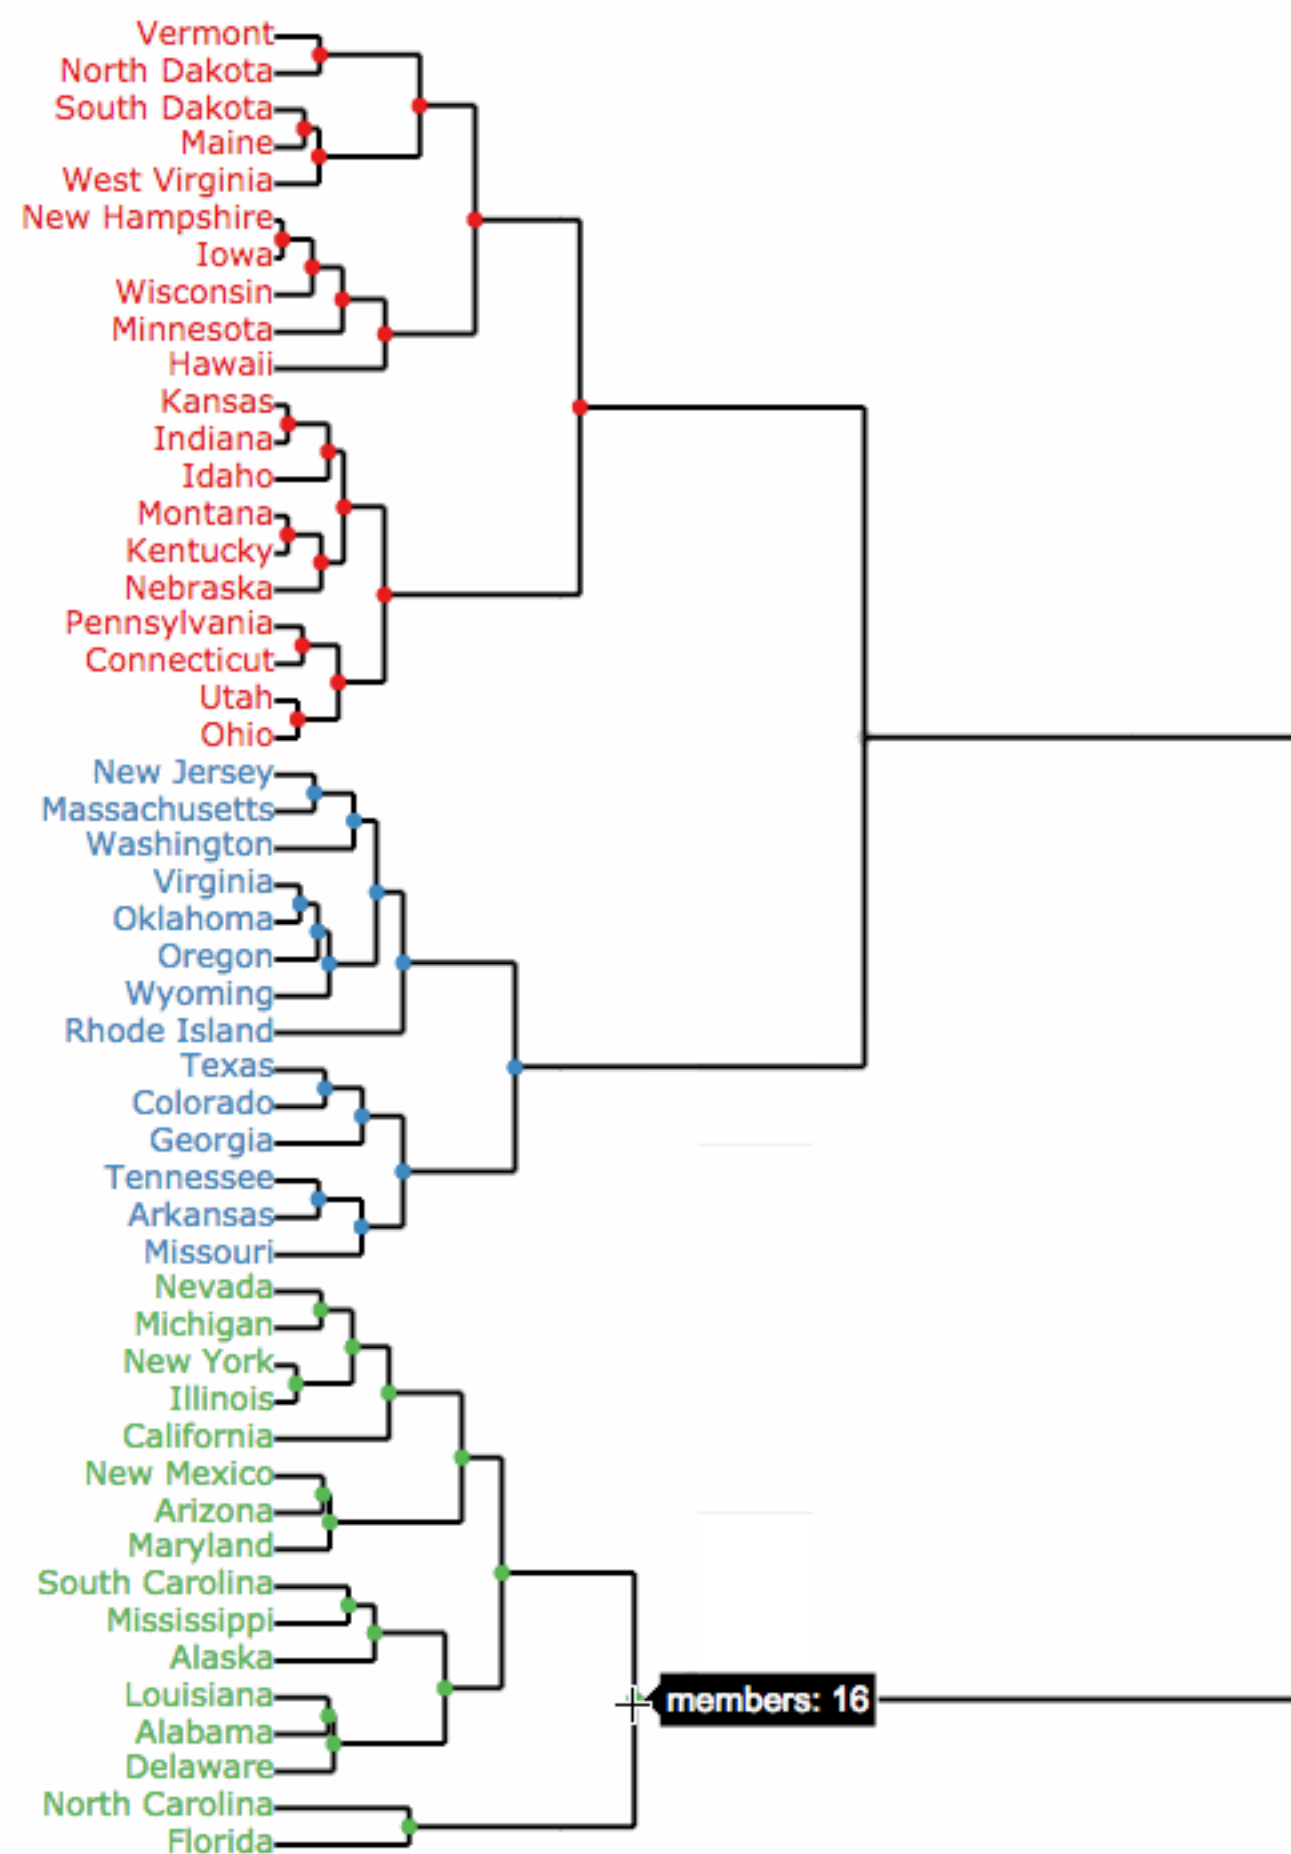 Vermont
North Dakota
South Dakota
Maine
West Virginia
New Hampshire
Iowa
Wisconsin
Minnesota
Hawaii
Kansas
Indiana
Idaho
Montana
Kentucky
Nebraska
Pennsylvania
Connecticut
Utah
Ohio
New Jersey
Massachusetts
Washington
Virginia
Oklahoma
Oregon
Wyoming
Rhode Island
Texas
Colorado
Georgia
Tennessee
Arkansas
Missouri
Nevada
Michigan
New York
Illinois
California
New Mexico
Arizona
Maryland
South Carolina
Mississippi
Alaska
Louisiana
members: 16
Alabama
Delaware
North Carolina
Florida